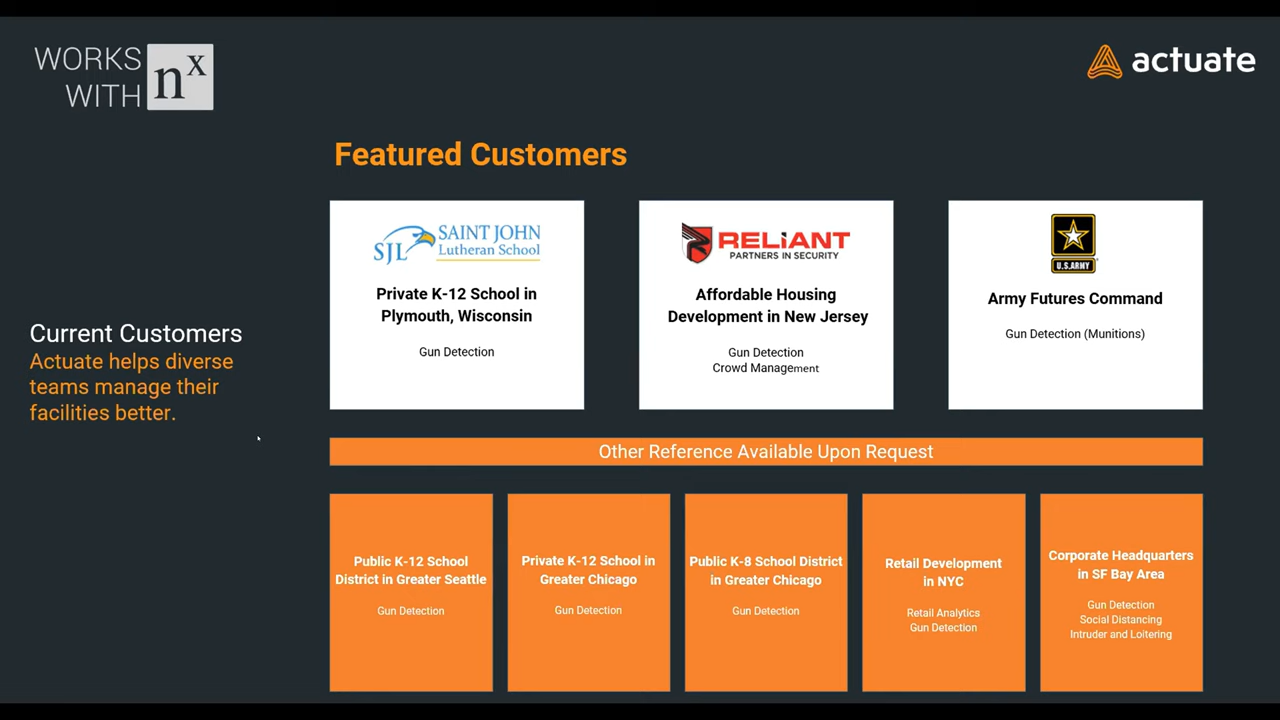 WORKS
WITH
nx
actuate
Featured Customers
SJL
SAINT JOHN
Lutheran School
Private K-12 School in
Plymouth, Wisconsin
Gun Detection
RELIANT
PARTNERS IN SECURITY
Affordable Housing
Development in New Jersey
Gun Detection
Crowd Management
U.S.ARMY
Army Futures Command
Gun Detection (Munitions)
Current Customers
Actuate helps diverse
teams manage their
facilities better.
Other Reference Available Upon Request
Public K-12 School
District in Greater Seattle
Gun Detection
Private K-12 School in
Greater Chicago
Gun Detection
Public K-8 School District
in Greater Chicago
Gun Detection
Retail Development
in NYC
Retail Analytics
Gun Detection
Corporate Headquarters
in SF Bay Area
Gun Detection
Social Distancing
Intruder and Loitering